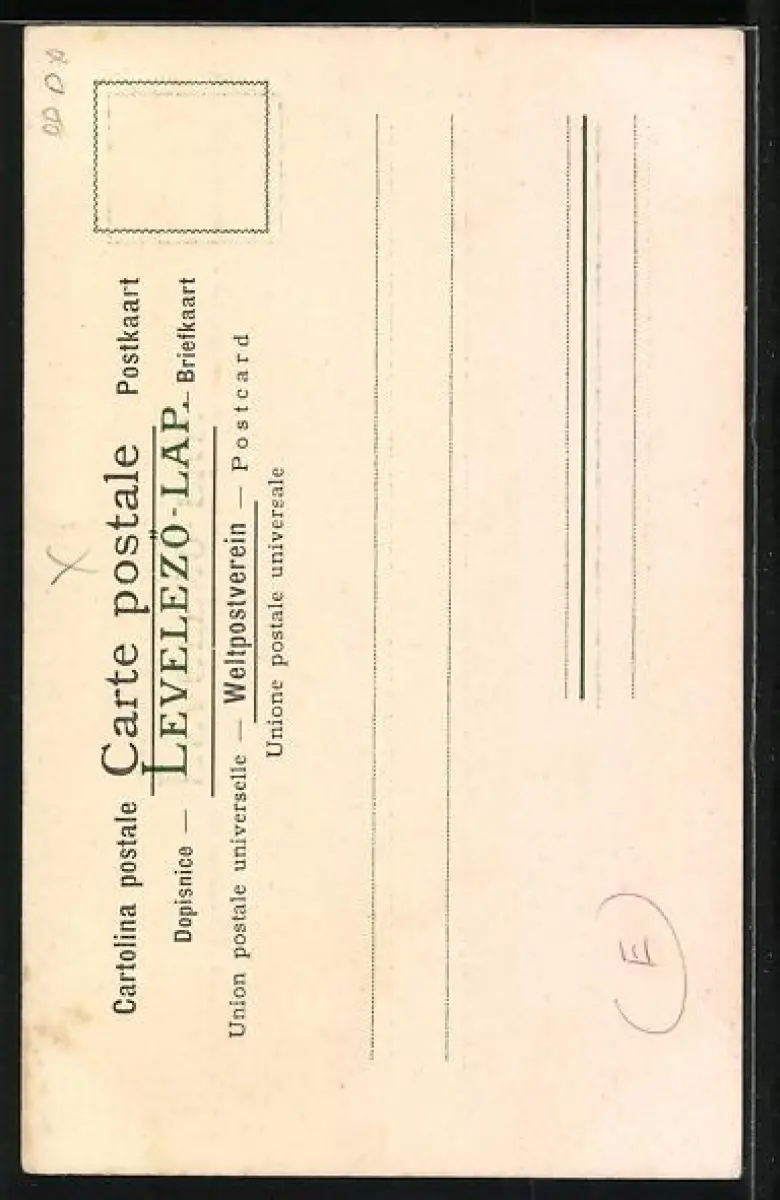 Cartolina postale Carte postale Postkaart
Dopisnice — LEVELEZŐ-LAP. — Briefkaart
Union postale universelle — Weltpostverein — Postcard
Unione postale universale
X
E